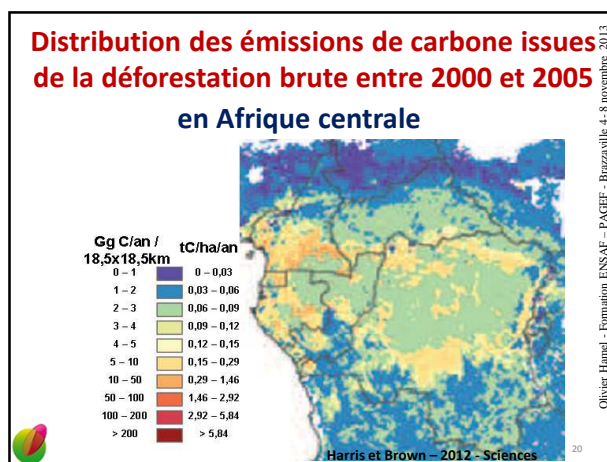 Distribution des émissions de carbone issues
de la déforestation brute entre 2000 et 2005
en Afrique centrale
Gg C/an / 18,5x18,5km tC/ha/an
0 – 1 0 – 0,03
1 – 2 0,03 – 0,06
2 – 3 0,06 – 0,09
3 – 4 0,09 – 0,12
4 – 5 0,12 – 0,15
5 – 10 0,15 – 0,29
10 – 50 0,29 – 1,46
50 – 100 1,46 – 2,92
100 – 200 2,92 – 5,84
> 200 > 5,84
Harris et Brown – 2012 - Sciences
20
Olivier Hamel - Formation ENSAF – PAGEF - Brazzaville 4 - 8 novembre 2013